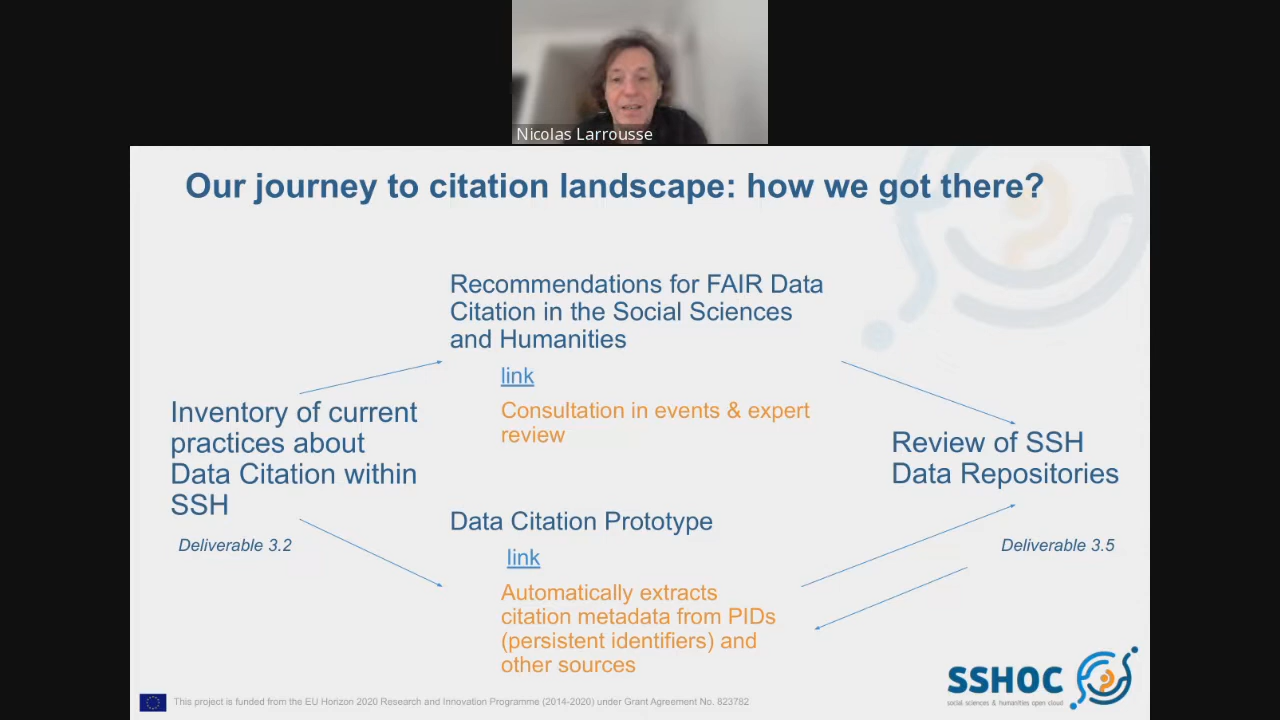 Nicolas Larrousse
Our journey to citation landscape: how we got there?
Recommendations for FAIR Data
Citation in the Social Sciences
and Humanities
link
Consultation in events & expert
review
Inventory of current
practices about
Data Citation within
SSH
Deliverable 3.2
Review of SSH
Data Repositories
Deliverable 3.5
Data Citation Prototype
link
Automatically extracts
citation metadata from PIDs
(persistent identifiers) and
other sources
SSHOC
social sciences & humanities open cloud
This project is funded from the EU Horizon 2020 Research and Innovation Programme (2014-2020) under Grant Agreement No. 823782